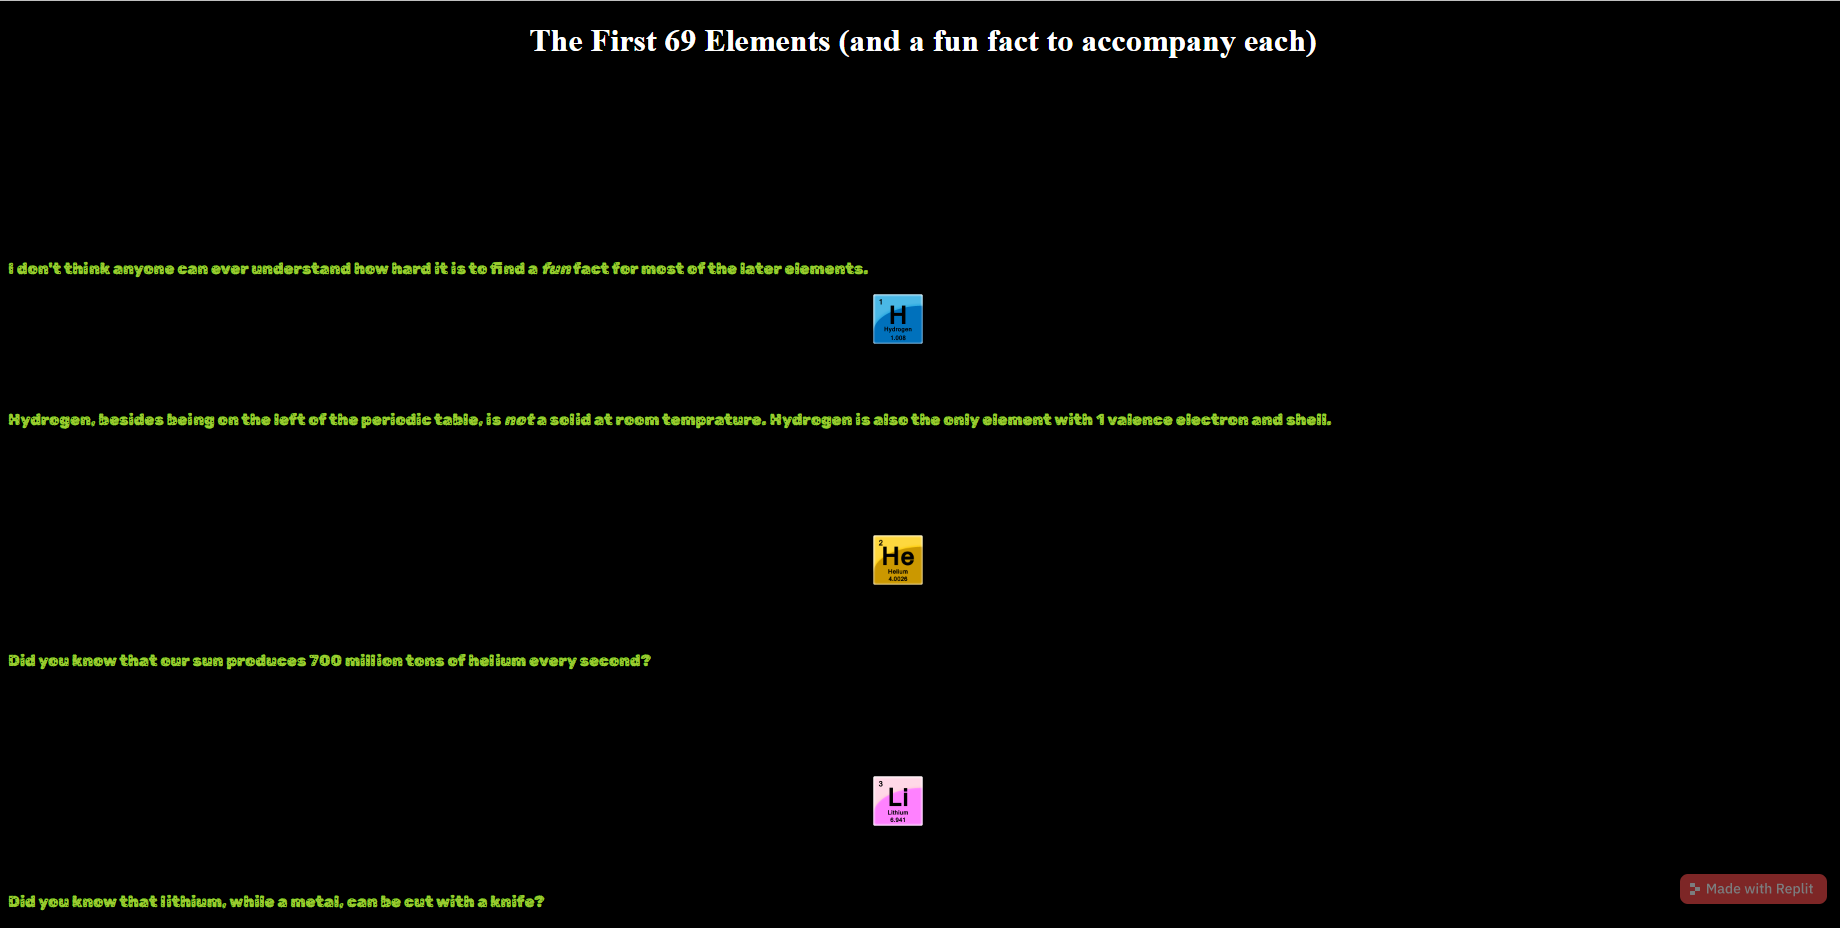 The First 69 Elements (and a fun fact to accompany each)
I don't think anyone can ever understand how hard it is to find a fun fact for most of the later elements.
1
H
Hydrogen
1.008
Hydrogen, besides being on the left of the periodic table, is not a solid at room temprature. Hydrogen is also the only element with 1 valence electron and shell.
2
He
Helium
4.0026
Did you know that our sun produces 700 million tons of helium every second?
3
Li
Lithium
6.941
Did you know that lithium, while a metal, can be cut with a knife?
Made with Replit